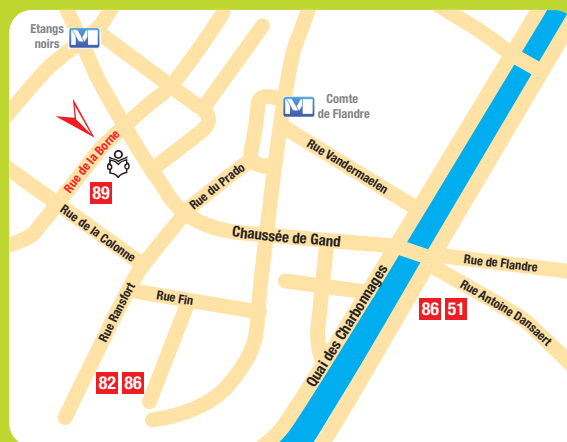 Etangs
noirs
M
M
Comte
de Flandre
Rue de la Borne
89
Rue Vandermaelen
Rue du Prado
Rue de la Colonne
Chaussée de Gand
Rue de Flandre
Rue Ransfort
Rue Fin
Quai des Charbonnages
Rue Antoine Dansaert
86 51
82 86